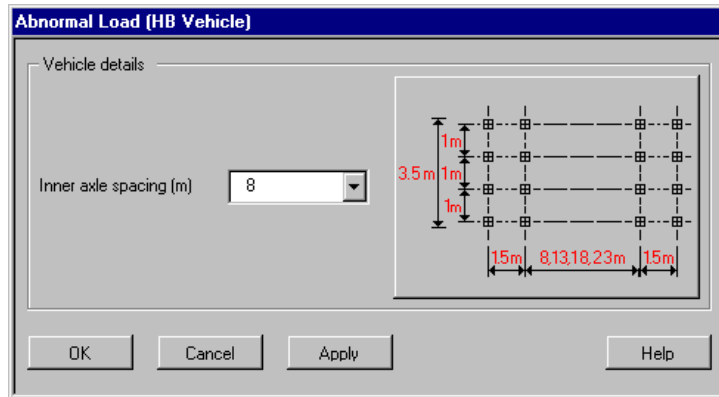 Abnormal Load (HB Vehicle)
Vehicle details
Inner axle spacing (m)
8
1m
3.5m 1m
1m
1.5m 8,13,18,23m 1.5m
OK Cancel Apply Help